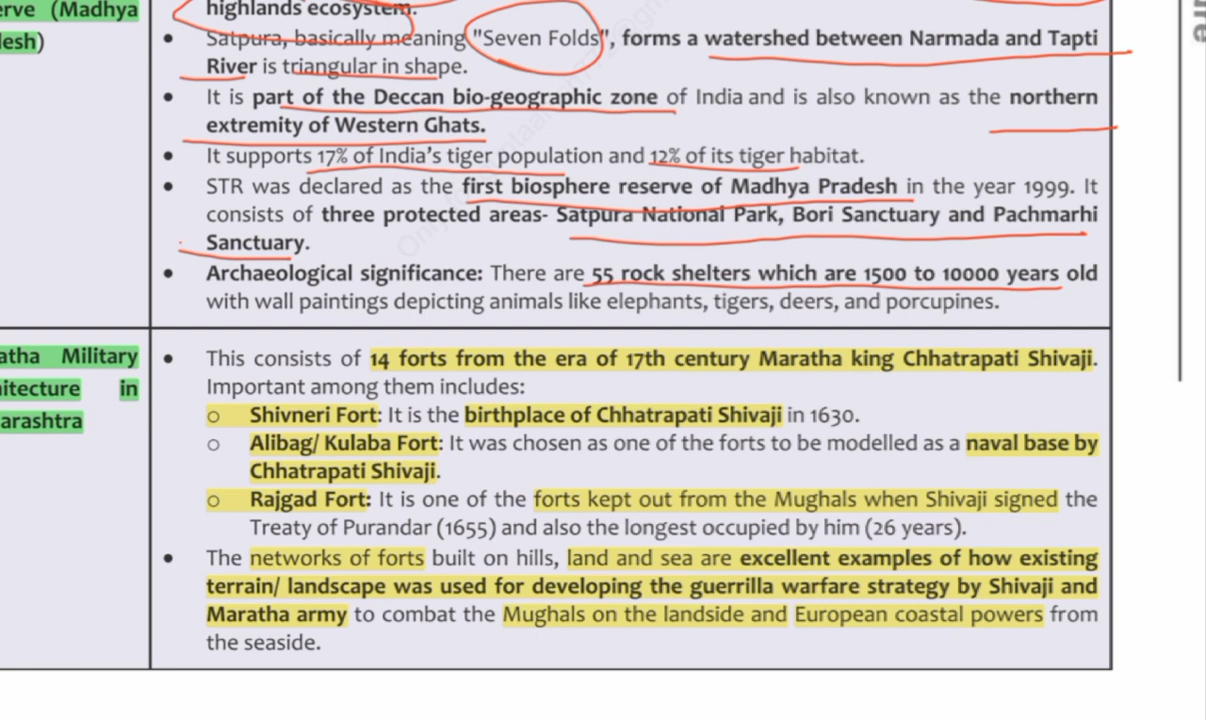 erve (Madhya
desh)
highlands ecosystem.
• Satpura, basically meaning "Seven Folds", forms a watershed between Narmada and Tapti
River is triangular in shape.
• It is part of the Deccan bio-geographic zone of India and is also known as the northern
extremity of Western Ghats.
• It supports 17% of India's tiger population and 12% of its tiger habitat.
• STR was declared as the first biosphere reserve of Madhya Pradesh in the year 1999. It
consists of three protected areas- Satpura National Park, Bori Sanctuary and Pachmarhi
Sanctuary.
• Archaeological significance: There are 55 rock shelters which are 1500 to 10000 years old
with wall paintings depicting animals like elephants, tigers, deers, and porcupines.
atha Military
itecture in
arashtra
• This consists of 14 forts from the era of 17th century Maratha king Chhatrapati Shivaji.
Important among them includes:
○ Shivneri Fort: It is the birthplace of Chhatrapati Shivaji in 1630.
○ Alibag/ Kulaba Fort: It was chosen as one of the forts to be modelled as a naval base by
Chhatrapati Shivaji.
○ Rajgad Fort: It is one of the forts kept out from the Mughals when Shivaji signed the
Treaty of Purandar (1655) and also the longest occupied by him (26 years).
• The networks of forts built on hills, land and sea are excellent examples of how existing
terrain/ landscape was used for developing the guerrilla warfare strategy by Shivaji and
Maratha army to combat the Mughals on the landside and European coastal powers from
the seaside.